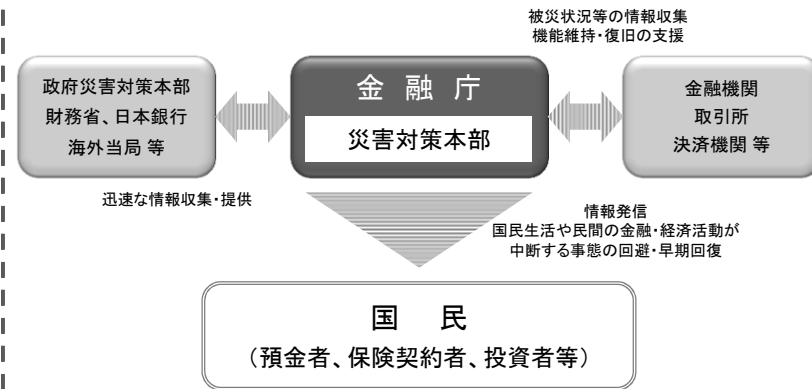 被災状況等の情報収集
機能維持・復旧の支援
政府災害対策本部
財務省、日本銀行
海外当局 等
金 融 庁
災害対策本部
金融機関
取引所
決済機関 等
迅速な情報収集・提供
情報発信
国民生活や民間の金融・経済活動が
中断する事態の回避・早期回復
国 民
（預金者、保険契約者、投資者等）